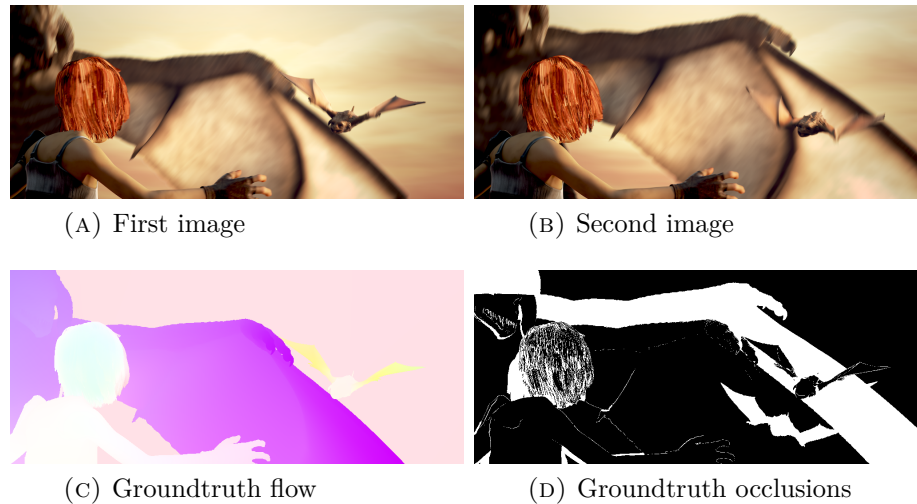 (A) First image
(B) Second image
(C) Groundtruth flow
(D) Groundtruth occlusions